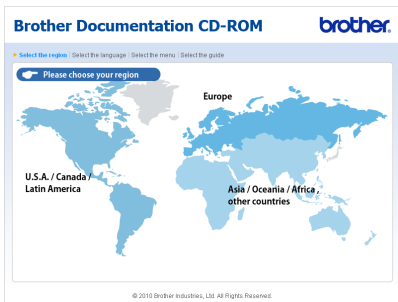 Brother Documentation CD-ROM
brother.
Select the region | Select the language | Select the menu | Select the guide
Please choose your region
Europe
U.S.A. / Canada /
Latin America
Asia / Oceania / Africa ,
other countries
© 2010 Brother Industries, Ltd. All Rights Reserved.